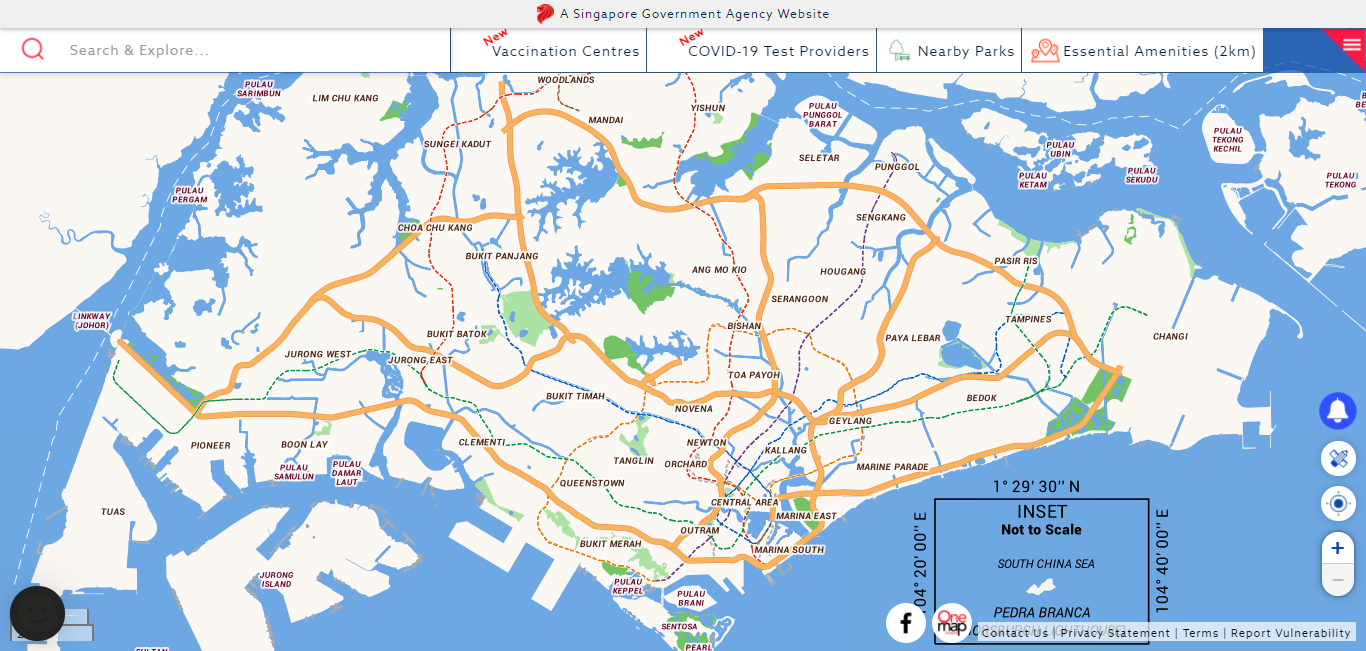 A Singapore Government Agency Website
Search & Explore...
New
Vaccination Centres
New
COVID-19 Test Providers
Nearby Parks
Essential Amenities (2km)
WOODLANDS
PULAU
SARIMBUN
LIM CHU KANG
YISHUN
MANDAI
PULAU
PUNGGOL
BARAT
PULAU
TEKONG
KECHIL
SUNGEI KADUT
SELETAR
PULAU
UBIN
PUNGGOL
PULAU
KETAM
PULAU
SEKUDU
PULAU
TEKONG
PULAU
PERGAM
SENGKANG
CHOA CHU KANG
BUKIT PANJANG
PASIR RIS
ANG MO KIO
HOUGANG
SERANGOON
LINKWAY
(JOHOR)
TAMPINES
BISHAN
BUKIT BATOK
PAYA LEBAR
CHANGI
JURONG WEST
JURONG EAST
TOA PAYOH
BUKIT TIMAH
BEDOK
NOVENA
GEYLANG
PIONEER
BOON LAY
CLEMENTI
NEWTON
KALLANG
TANGLIN
ORCHARD
MARINE PARADE
PULAU
SAMULUN
PULAU
DAMAR
LAUT
QUEENSTOWN
1° 29' 30'' N
CENTRAL AREA
TUAS
MARINA EAST
INSET
Not to Scale
OUTRAM
BUKIT MERAH
MARINA SOUTH
104° 20' 00'' E
104° 40' 00'' E
SOUTH CHINA SEA
JURONG
ISLAND
PULAU
KEPPEL
PULAU
BRANI
PEDRA BRANCA
SENTOSA
PEARL
One
map
Contact Us | Privacy Statement | Terms | Report Vulnerability